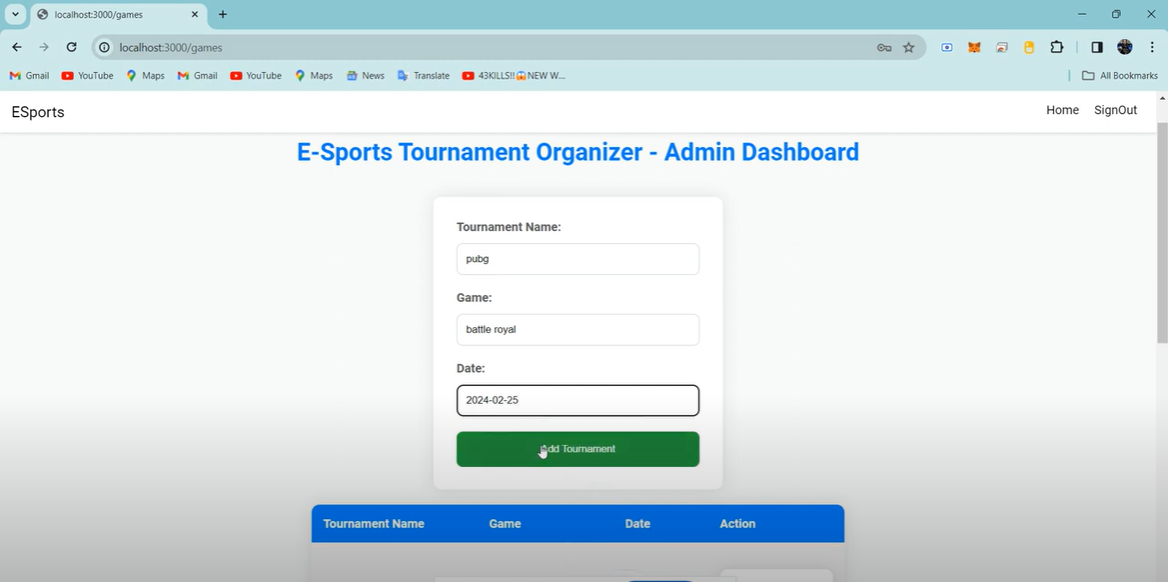 localhost:3000/games
localhost:3000/games
Gmail YouTube Maps Gmail YouTube Maps News Translate 43KILLS!!😱NEW W... All Bookmarks
ESports Home SignOut
E-Sports Tournament Organizer - Admin Dashboard
Tournament Name:
pubg
Game:
battle royal
Date:
2024-02-25
Add Tournament
Tournament Name Game Date Action